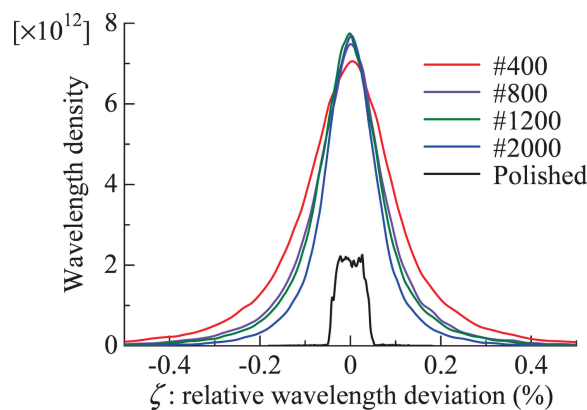 [×10¹²]
Wavelength density
8
6
4
2
0
-0.4 -0.2 0 0.2 0.4
ζ : relative wavelength deviation (%)
#400
#800
#1200
#2000
Polished